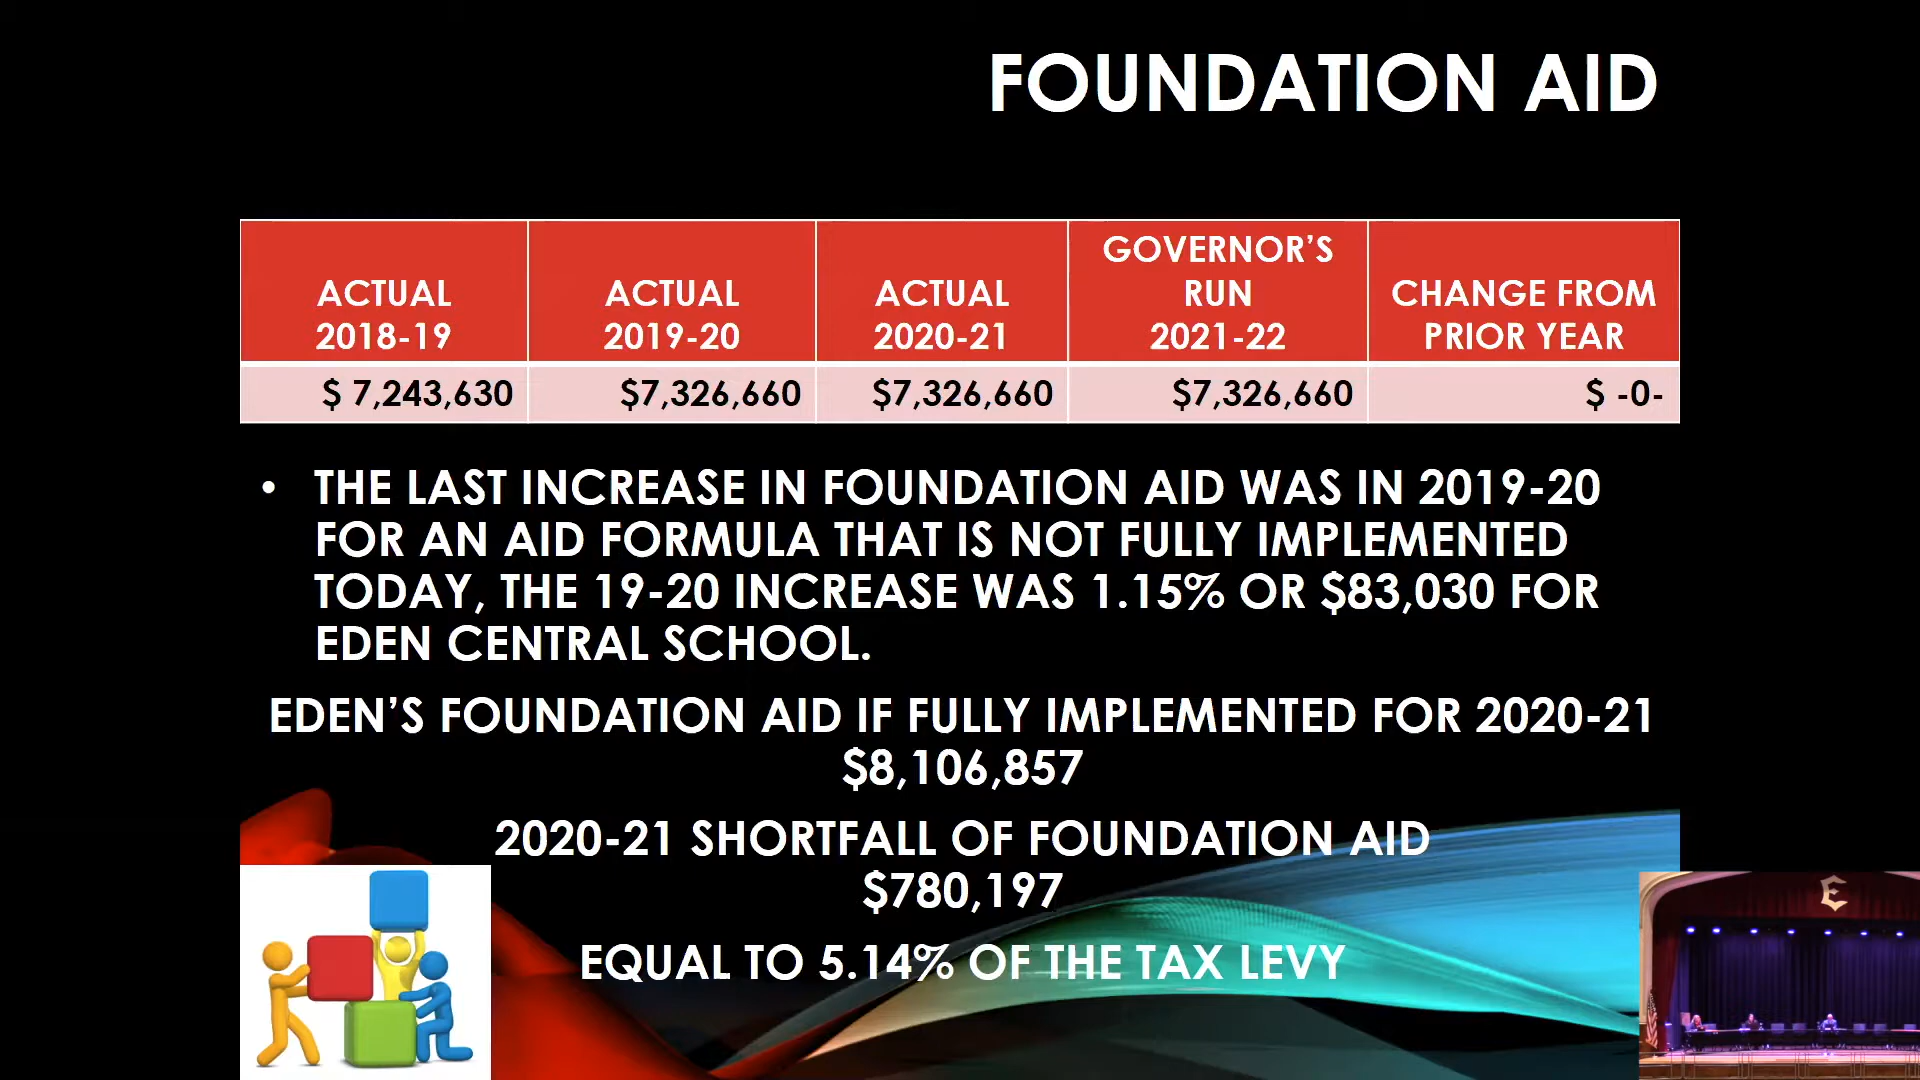 FOUNDATION AID
ACTUAL
2018-19
ACTUAL
2019-20
ACTUAL
2020-21
GOVERNOR’S
RUN
2021-22
CHANGE FROM
PRIOR YEAR
$ 7,243,630
$7,326,660
$7,326,660
$7,326,660
$ -0-
• THE LAST INCREASE IN FOUNDATION AID WAS IN 2019-20
FOR AN AID FORMULA THAT IS NOT FULLY IMPLEMENTED
TODAY, THE 19-20 INCREASE WAS 1.15% OR $83,030 FOR
EDEN CENTRAL SCHOOL.
EDEN’S FOUNDATION AID IF FULLY IMPLEMENTED FOR 2020-21
$8,106,857
2020-21 SHORTFALL OF FOUNDATION AID
$780,197
EQUAL TO 5.14% OF THE TAX LEVY
E